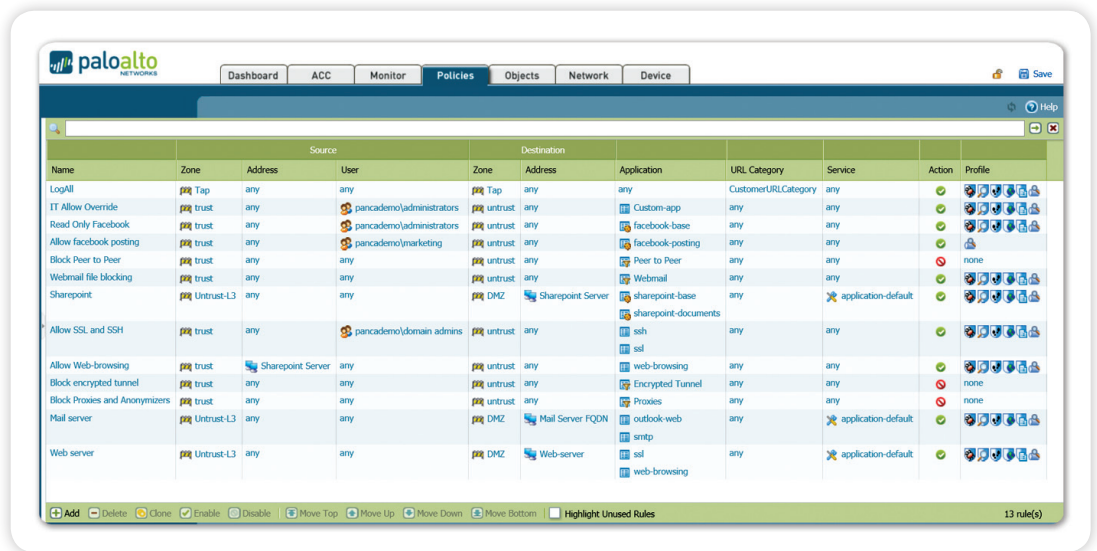 paloalto
NETWORKS
Dashboard ACC Monitor Policies Objects Network Device Save
Help
Source Destination
Name Zone Address User Zone Address Application URL Category Service Action Profile
LogAll Tap any any Tap any any CustomerURLCategory any
IT Allow Override trust any pancademo\administrators untrust any Custom-app any any
Read Only Facebook trust any pancademo\administrators untrust any facebook-base any any
Allow facebook posting trust any pancademo\marketing untrust any facebook-posting any any
Block Peer to Peer trust any any untrust any Peer to Peer any any none
Webmail file blocking trust any any untrust any Webmail any any
Sharepoint Untrust-L3 any any DMZ Sharepoint Server sharepoint-base any application-default
sharepoint-documents
Allow SSL and SSH trust any pancademo\domain admins untrust any ssh any any
ssl
Allow Web-browsing trust Sharepoint Server any untrust any web-browsing any any
Block encrypted tunnel trust any any untrust any Encrypted Tunnel any any none
Block Proxies and Anonymizers trust any any untrust any Proxies any any none
Mail server Untrust-L3 any any DMZ Mail Server FQDN outlook-web any application-default
smtp
Web server Untrust-L3 any any DMZ Web-server ssl any application-default
web-browsing
Add Delete Clone Enable Disable Move Top Move Up Move Down Move Bottom Highlight Unused Rules 13 rule(s)